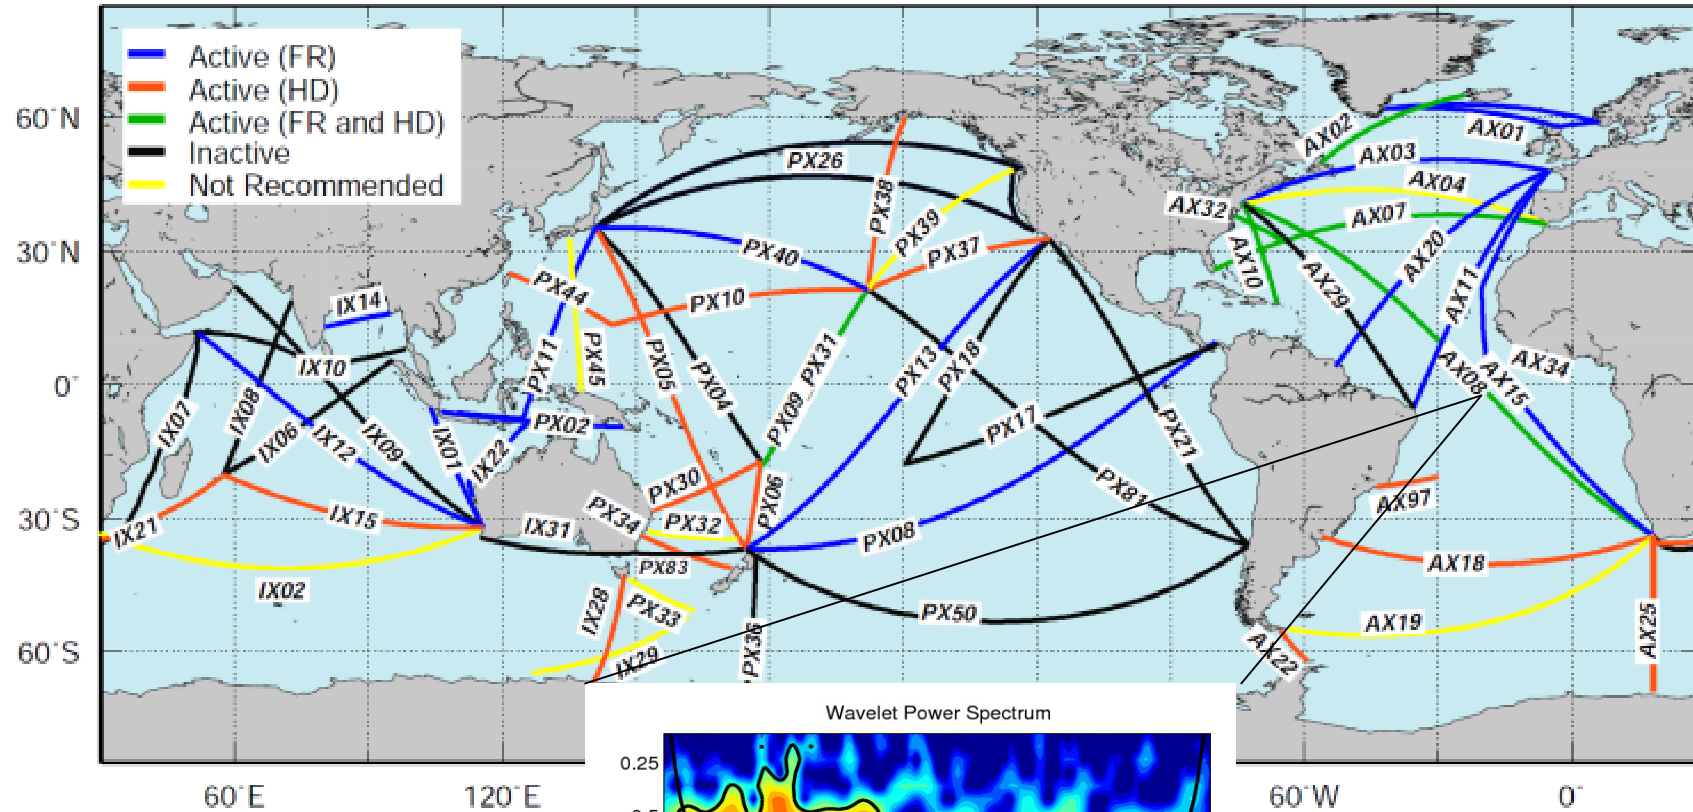 Active (FR)
Active (HD)
Active (FR and HD)
Inactive
Not Recommended
60°N
30°N
0°
30°S
60°S
60°E
120°E
60°W
0°
AX02
AX01
AX03
AX04
AX32
AX07
AX10
AX29
AX20
AX11
AX34
AX08
AX15
AX97
AX18
AX19
AX22
AX25
PX26
PX38
PX39
PX37
PX40
PX44
PX10
PX45
PX11
PX05
PX04
PX09
PX31
PX13
PX18
PX17
PX21
PX81
PX02
PX30
PX06
PX34
PX32
PX08
PX83
PX33
PX50
PX36
IX14
IX10
IX07
IX08
IX06
IX12
IX09
IX01
IX22
IX21
IX15
IX31
IX02
IX28
IX29
Wavelet Power Spectrum
0.25